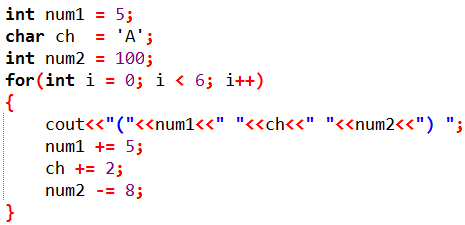 int num1 = 5;
char ch  = 'A';
int num2 = 100;
for(int i = 0; i < 6; i++)
{
    cout<<"("<<num1<<" "<<ch<<" "<<num2<<") ";
    num1 += 5;
    ch += 2;
    num2 -= 8;
}